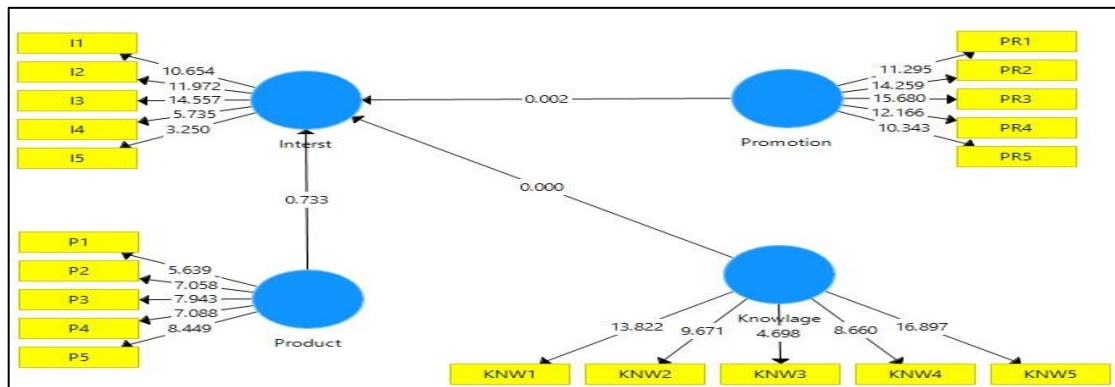 I1
I2
I3
I4
I5
10.654
11.972
14.557
5.735
3.250
Interst
0.002
Promotion
11.295
14.259
15.680
12.166
10.343
PR1
PR2
PR3
PR4
PR5
0.733
0.000
P1
P2
P3
P4
P5
5.639
7.058
7.943
7.088
8.449
Product
Knowlage
13.822
9.671
4.698
8.660
16.897
KNW1
KNW2
KNW3
KNW4
KNW5